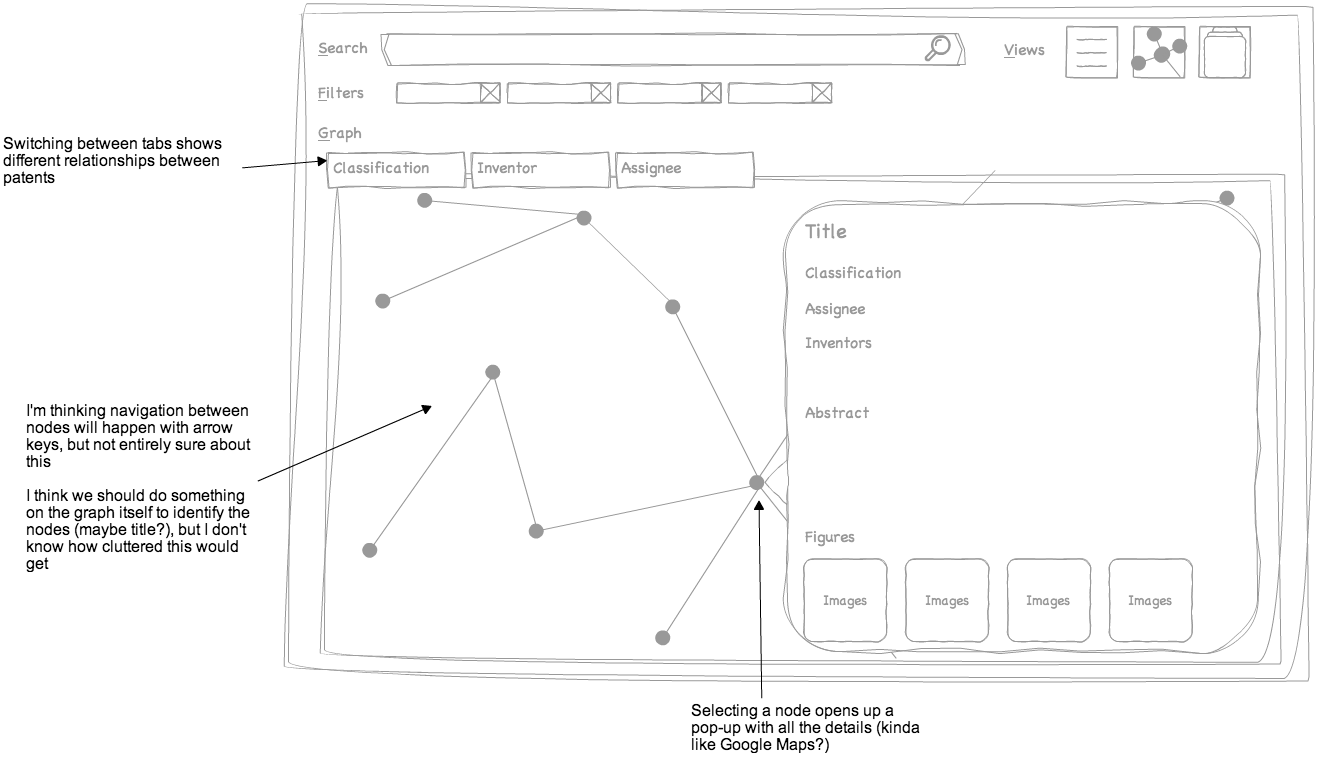 Search
Views
Filters
Graph
Switching between tabs shows
different relationships between
patents
Classification
Inventor
Assignee
Title
Classification
Assignee
Inventors
Abstract
I'm thinking navigation between
nodes will happen with arrow
keys, but not entirely sure about
this
I think we should do something
on the graph itself to identify the
nodes (maybe title?), but I don't
know how cluttered this would
get
Figures
Images
Images
Images
Images
Selecting a node opens up a
pop-up with all the details (kinda
like Google Maps?)